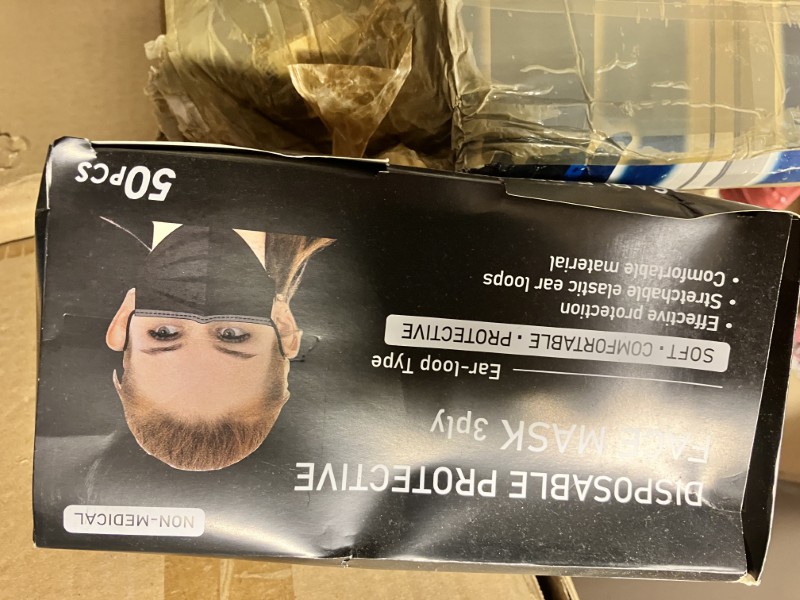 NON-MEDICAL
DISPOSABLE PROTECTIVE
FACE MASK 3ply
Ear-loop Type
SOFT · COMFORTABLE · PROTECTIVE
• Effective protection
• Stretchable elastic ear loops
• Comfortable material
50PCS